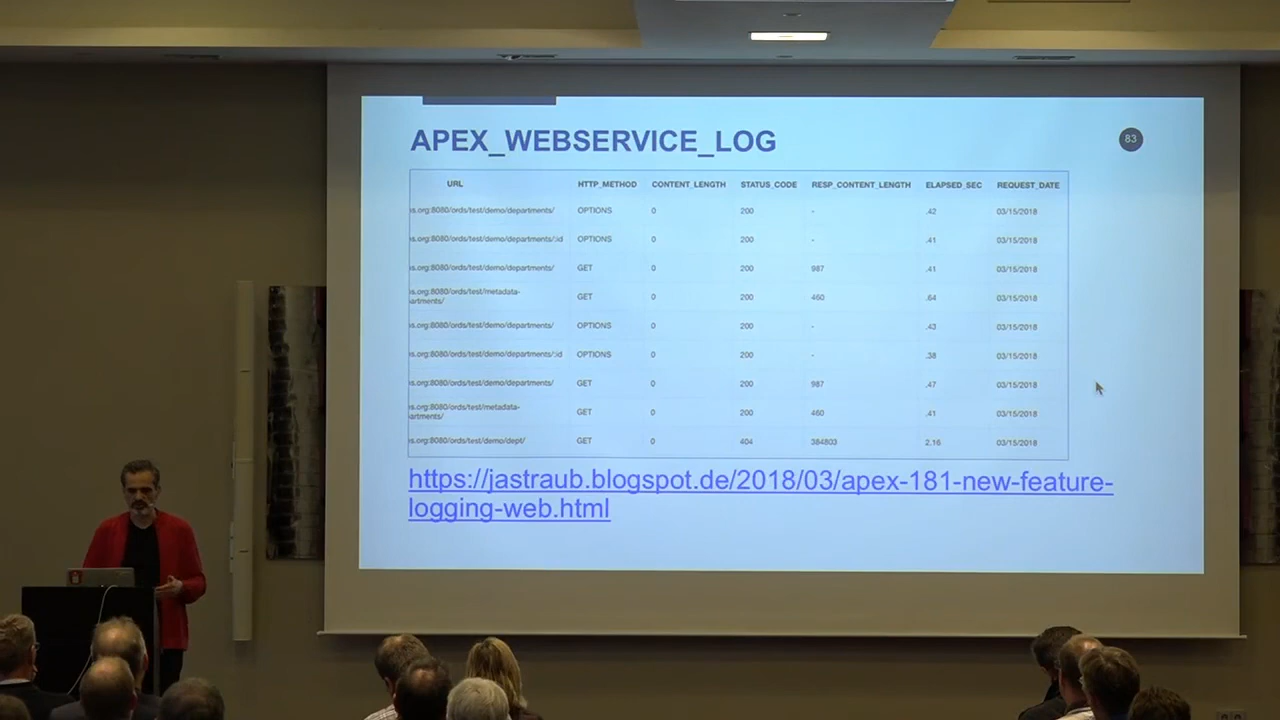 APEX_WEBSERVICE_LOG
83
URL HTTP_METHOD CONTENT_LENGTH STATUS_CODE RESP_CONTENT_LENGTH ELAPSED_SEC REQUEST_DATE
s.org:8080/ords/test/demo/departments/ OPTIONS 0 200 - .42 03/15/2018
s.org:8080/ords/test/demo/departments/:id OPTIONS 0 200 - .41 03/15/2018
s.org:8080/ords/test/demo/departments/ GET 0 200 987 .41 03/15/2018
s.org:8080/ords/test/metadata-
artments/ GET 0 200 460 .64 03/15/2018
s.org:8080/ords/test/demo/departments/ OPTIONS 0 200 - .43 03/15/2018
s.org:8080/ords/test/demo/departments/:id OPTIONS 0 200 - .38 03/15/2018
s.org:8080/ords/test/demo/departments/ GET 0 200 987 .47 03/15/2018
s.org:8080/ords/test/metadata-
artments/ GET 0 200 460 .41 03/15/2018
s.org:8080/ords/test/demo/dept/ GET 0 404 384803 2.16 03/15/2018
https://jastraub.blogspot.de/2018/03/apex-181-new-feature-
logging-web.html